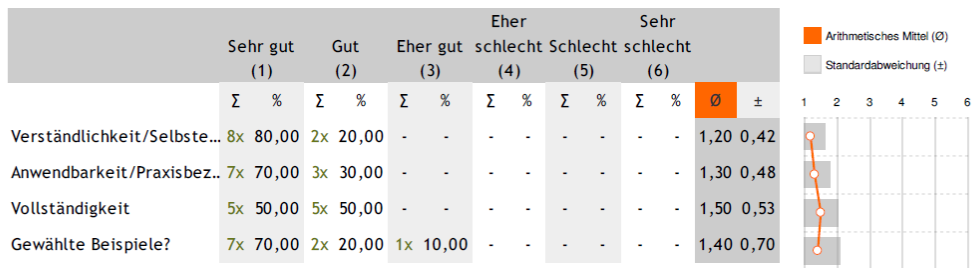 Eher Sehr
Sehr gut Gut Eher gut schlecht Schlecht schlecht
(1) (2) (3) (4) (5) (6)
Σ % Σ % Σ % Σ % Σ % Σ % Ø ±
Verständlichkeit/Selbste... 8x 80,00 2x 20,00 - - - - - - - - 1,20 0,42
Anwendbarkeit/Praxisbez... 7x 70,00 3x 30,00 - - - - - - - - 1,30 0,48
Vollständigkeit 5x 50,00 5x 50,00 - - - - - - - - 1,50 0,53
Gewählte Beispiele? 7x 70,00 2x 20,00 1x 10,00 - - - - - - 1,40 0,70
Arithmetisches Mittel (Ø)
Standardabweichung (±)
1 2 3 4 5 6